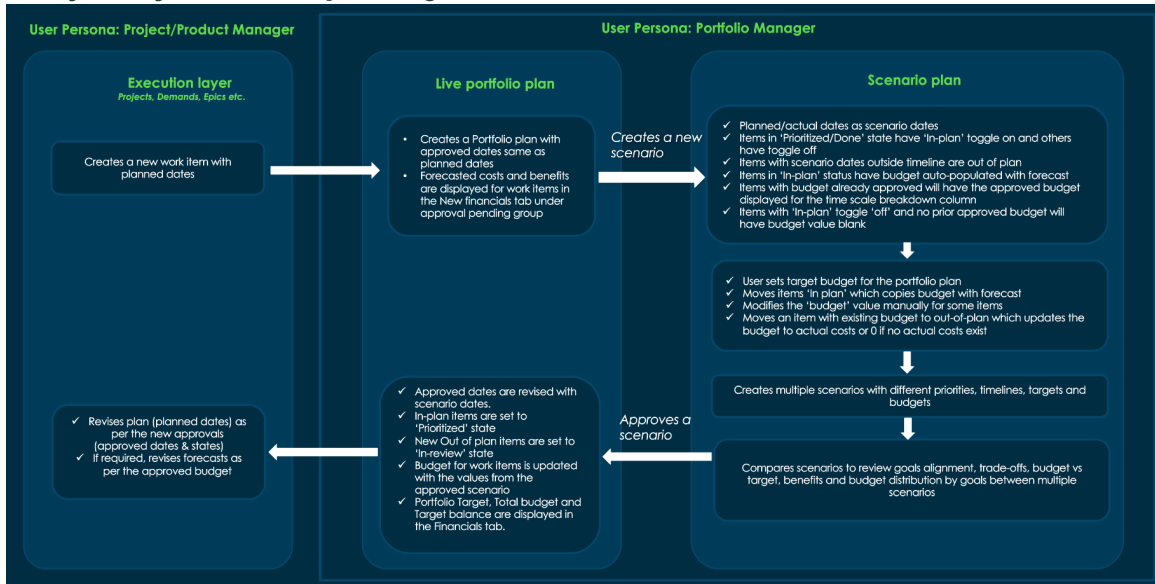 User Persona: Project/Product Manager
User Persona: Portfolio Manager
Execution layer
Projects, Demands, Epics etc.
Creates a new work item with
planned dates
Live portfolio plan
• Creates a Portfolio plan with
approved dates same as
planned dates
• Forecasted costs and benefits
are displayed for work items in
the New financials tab under
approval pending group
Creates a new
scenario
Scenario plan
✓ Planned/actual dates as scenario dates
✓ Items in 'Prioritized/Done' state have 'In-plan' toggle on and others
have toggle off
✓ Items with scenario dates outside timeline are out of plan
✓ Items in 'In-plan' status have budget auto-populated with forecast
✓ Items with budget already approved will have the approved budget
displayed for the time scale breakdown column
✓ Items with 'In-plan' toggle 'off' and no prior approved budget will
have budget value blank
✓ User sets target budget for the portfolio plan
✓ Moves items 'In plan' which copies budget with forecast
✓ Modifies the 'budget' value manually for some items
✓ Moves an item with existing budget to out-of-plan which updates the
budget to actual costs or 0 if no actual costs exist
Creates multiple scenarios with different priorities, timelines, targets and
budgets
Compares scenarios to review goals alignment, trade-offs, budget vs
target, benefits and budget distribution by goals between multiple
scenarios
Approves a
scenario
✓ Approved dates are revised with
scenario dates.
✓ In-plan items are set to
'Prioritized' state
✓ New Out of plan items are set to
'In-review' state
✓ Budget for work items is updated
with the values from the
approved scenario
✓ Portfolio Target, Total budget and
Target balance are displayed in
the Financials tab.
✓ Revises plan (planned dates) as
per the new approvals
(approved dates & states)
✓ If required, revises forecasts as
per the approved budget